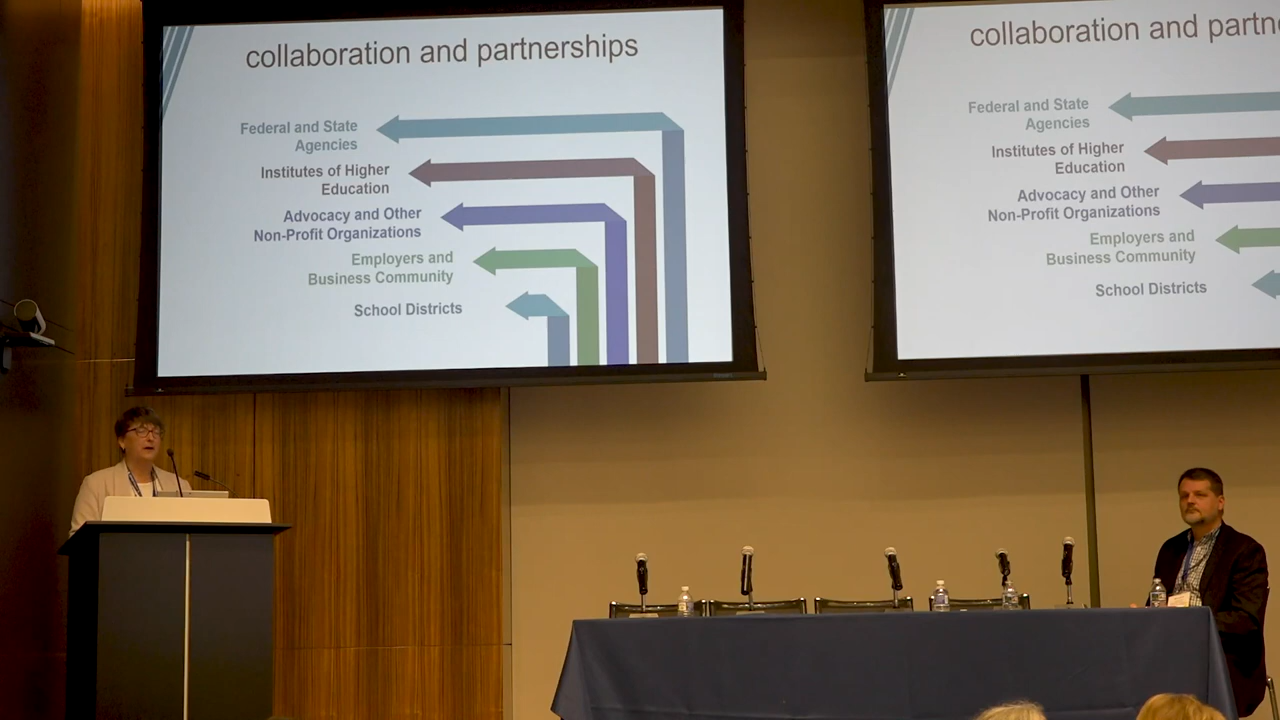 collaboration and partnerships
Federal and State
Agencies
Institutes of Higher
Education
Advocacy and Other
Non-Profit Organizations
Employers and
Business Community
School Districts
collaboration and partne
Federal and State
Agencies
Institutes of Higher
Education
Advocacy and Other
Non-Profit Organizations
Employers and
Business Community
School Districts